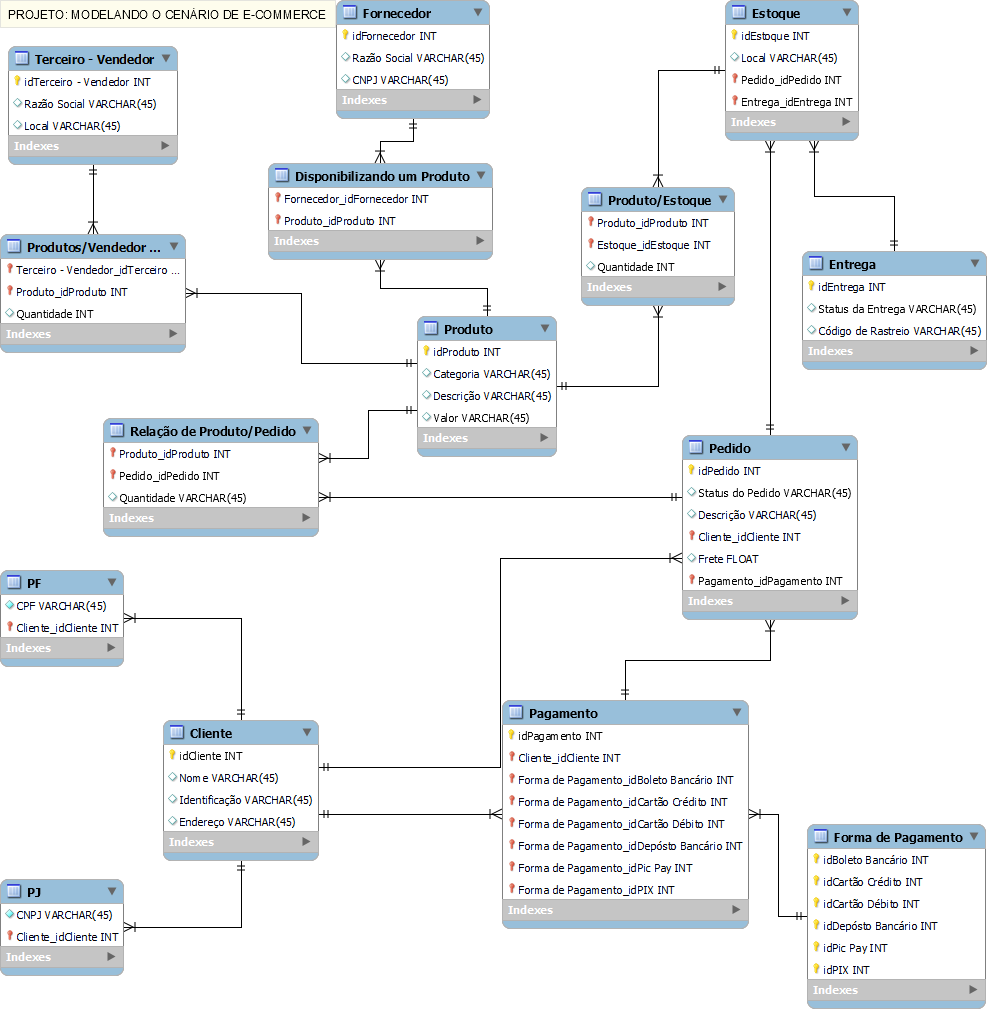 PROJETO: MODELANDO O CENÁRIO DE E-COMMERCE
Fornecedor
idFornecedor INT
Razão Social VARCHAR(45)
CNPJ VARCHAR(45)
Indexes
Estoque
idEstoque INT
Local VARCHAR(45)
Pedido_idPedido INT
Entrega_idEntrega INT
Indexes
Terceiro - Vendedor
idTerceiro - Vendedor INT
Razão Social VARCHAR(45)
Local VARCHAR(45)
Indexes
Disponibilizando um Produto
Fornecedor_idFornecedor INT
Produto_idProduto INT
Indexes
Produto/Estoque
Produto_idProduto INT
Estoque_idEstoque INT
Quantidade INT
Indexes
Produtos/Vendedor ...
Terceiro - Vendedor_idTerceiro ...
Produto_idProduto INT
Quantidade INT
Indexes
Entrega
idEntrega INT
Status da Entrega VARCHAR(45)
Código de Rastreio VARCHAR(45)
Indexes
Produto
idProduto INT
Categoria VARCHAR(45)
Descrição VARCHAR(45)
Valor VARCHAR(45)
Indexes
Relação de Produto/Pedido
Produto_idProduto INT
Pedido_idPedido INT
Quantidade VARCHAR(45)
Indexes
Pedido
idPedido INT
Status do Pedido VARCHAR(45)
Descrição VARCHAR(45)
Cliente_idCliente INT
Frete FLOAT
Pagamento_idPagamento INT
Indexes
PF
CPF VARCHAR(45)
Cliente_idCliente INT
Indexes
Cliente
idCliente INT
Nome VARCHAR(45)
Identificação VARCHAR(45)
Endereço VARCHAR(45)
Indexes
Pagamento
idPagamento INT
Cliente_idCliente INT
Forma de Pagamento_idBoleto Bancário INT
Forma de Pagamento_idCartão Crédito INT
Forma de Pagamento_idCartão Débito INT
Forma de Pagamento_idDepósto Bancário INT
Forma de Pagamento_idPic Pay INT
Forma de Pagamento_idPIX INT
Indexes
Forma de Pagamento
idBoleto Bancário INT
idCartão Crédito INT
idCartão Débito INT
idDepósto Bancário INT
idPic Pay INT
idPIX INT
Indexes
PJ
CNPJ VARCHAR(45)
Cliente_idCliente INT
Indexes